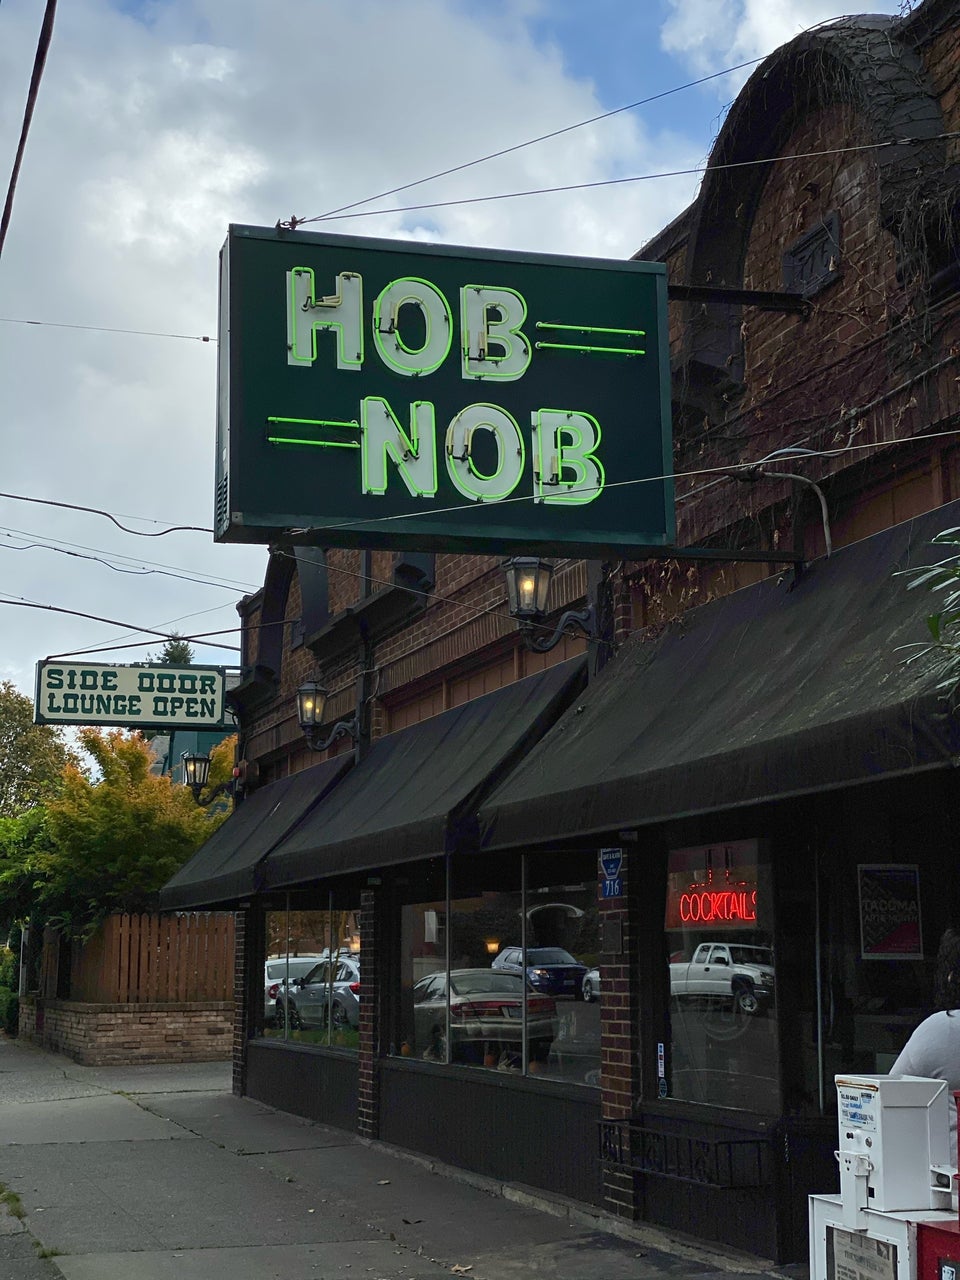 HOB
NOB
SIDE DOOR
LOUNGE OPEN
716
COCKTAILS
TACOMA